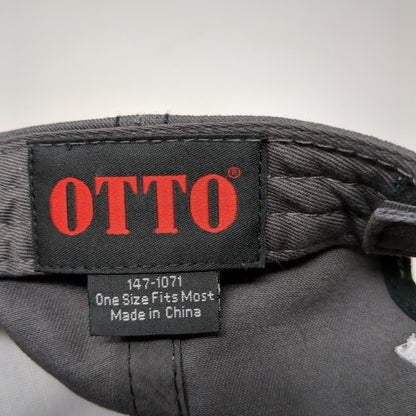 OTTO®
147-1071
One Size Fits Most
Made in China